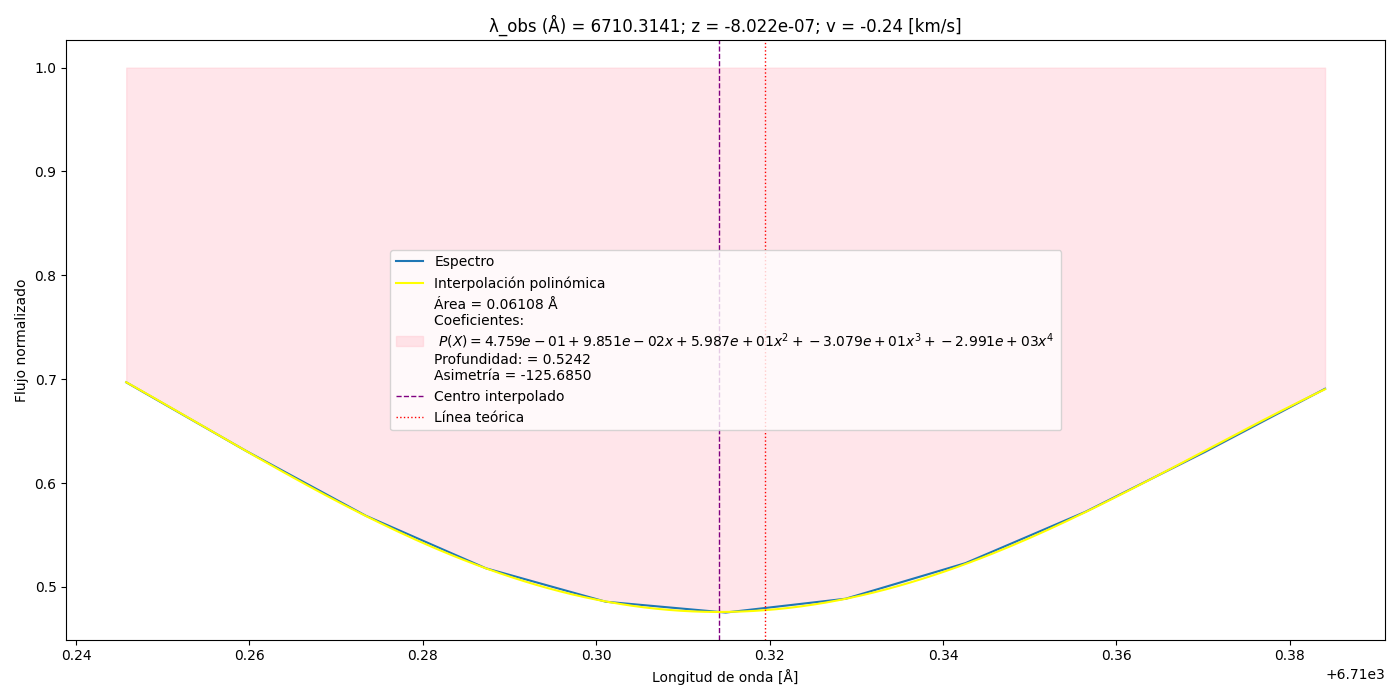 λ_obs (Å) = 6710.3141; z = -8.022e-07; v = -0.24 [km/s]
Flujo normalizado
1.0
0.9
0.8
0.7
0.6
0.5
Espectro
Interpolación polinómica
Área = 0.06108 Å
Coeficientes:
P(X) = 4.759e − 01 + 9.851e − 02x + 5.987e + 01x² + −3.079e + 01x³ + −2.991e + 03x⁴
Profundidad: = 0.5242
Asimetría = -125.6850
Centro interpolado
Línea teórica
0.24 0.26 0.28 0.30 0.32 0.34 0.36 0.38
+6.71e3
Longitud de onda [Å]